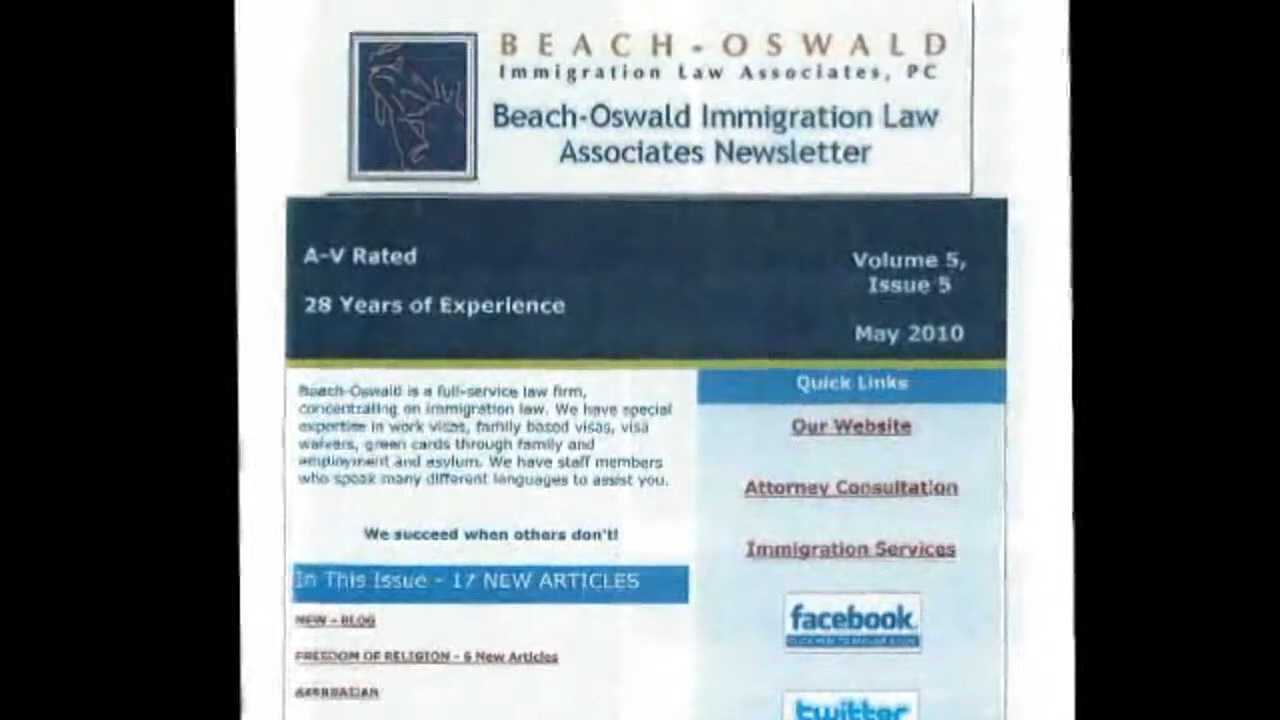 BEACH-OSWALD
Immigration Law Associates, PC
Beach-Oswald Immigration Law
Associates Newsletter
A-V Rated
28 Years of Experience
Volume 5,
Issue 5
May 2010
Beach-Oswald is a full-service law firm,
concentrating on immigration law. We have special
expertise in work visas, family based visas, visa
waivers, green cards through family and
employment and asylum. We have staff members
who speak many different languages to assist you.
We succeed when others don't!
In This Issue - 17 NEW ARTICLES
NEW - BLOG
FREEDOM OF RELIGION - 6 New Articles
AZERBAIJAN
Quick Links
Our Website
Attorney Consultation
Immigration Services
facebook
twitter